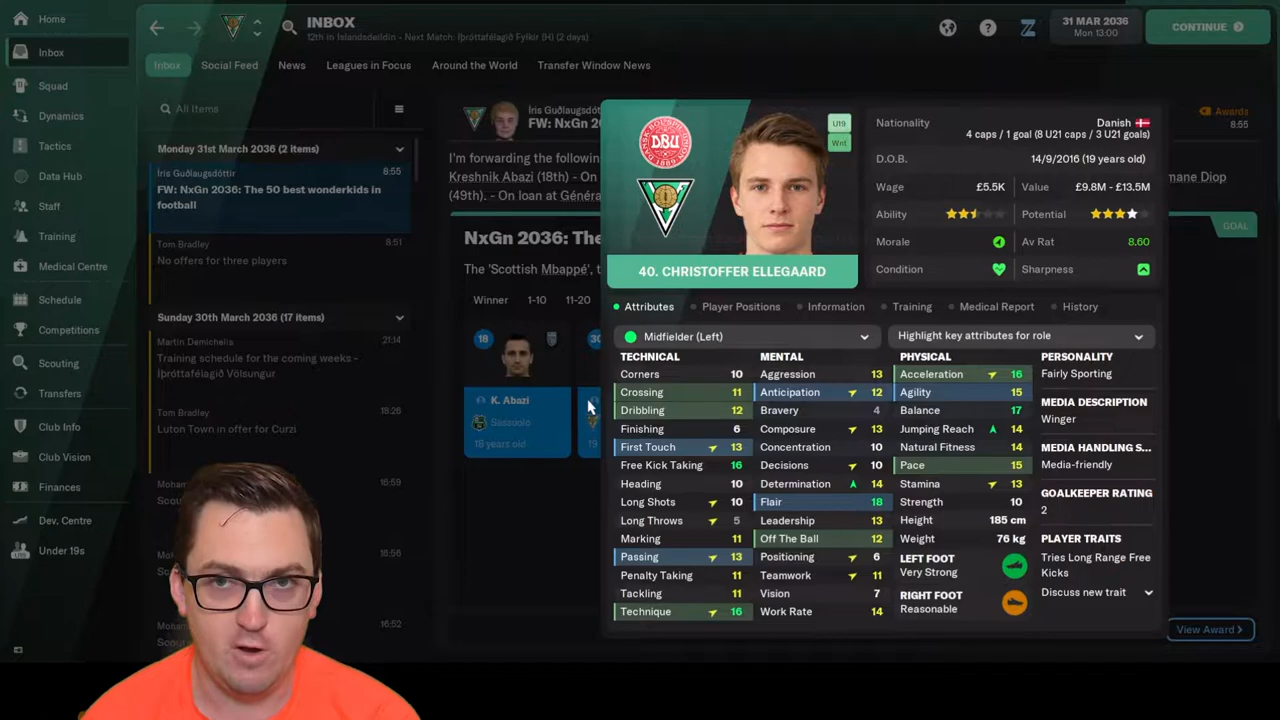 Home
Inbox
Squad
Dynamics
Tactics
Data Hub
Staff
Training
Medical Centre
Schedule
Competitions
Scouting
Transfers
Club Info
Club Vision
Finances
Dev. Centre
Under 19s
INBOX
12th in Íslandsdeildin - Next Match: Íþróttafélagið Fylkir (H) (2 days)
31 MAR 2036
Mon 13:00
CONTINUE
Inbox
Social Feed
News
Leagues in Focus
Around the World
Transfer Window News
All Items
Monday 31st March 2036 (2 items)
Íris Guðlaugsdóttir
8:55
FW: NxGn 2036: The 50 best wonderkids in
football
Tom Bradley
8:51
No offers for three players
Sunday 30th March 2036 (17 items)
Martin Demichelis
21:14
Training schedule for the coming weeks -
Íþróttafélagið Völsungur
Tom Bradley
18:26
Luton Town in offer for Curzi
16:59
16:56
16:52
Íris Guðlaugsdó
FW: NxGn 20
Awards
8:55
I'm forwarding the following
Kreshnik Abazi (18th) - On
mane Diop
(49th). - On loan at Généra
GOAL
NxGn 2036: The
The 'Scottish Mbappé', t
Winner
1-10
11-20
18
K. Abazi
Sassuolo
18 years old
19
View Award
U19
Wnt
DBU
40. CHRISTOFFER ELLEGAARD
Nationality
Danish
4 caps / 1 goal (8 U21 caps / 3 U21 goals)
D.O.B.
14/9/2016 (19 years old)
Wage
£5.5K
Value
£9.8M - £13.5M
Ability
Potential
Morale
Av Rat
8.60
Condition
Sharpness
Attributes
Player Positions
Information
Training
Medical Report
History
Midfielder (Left)
Highlight key attributes for role
TECHNICAL
Corners 10
Crossing 11
Dribbling 12
Finishing 6
First Touch 13
Free Kick Taking 16
Heading 10
Long Shots 10
Long Throws 5
Marking 11
Passing 13
Penalty Taking 11
Tackling 11
Technique 16
MENTAL
Aggression 13
Anticipation 12
Bravery 4
Composure 13
Concentration 10
Decisions 10
Determination 14
Flair 18
Leadership 13
Off The Ball 12
Positioning 6
Teamwork 11
Vision 7
Work Rate 14
PHYSICAL
Acceleration 16
Agility 15
Balance 17
Jumping Reach 14
Natural Fitness 14
Pace 15
Stamina 13
Strength 10
Height 185 cm
Weight 76 kg
LEFT FOOT
Very Strong
RIGHT FOOT
Reasonable
PERSONALITY
Fairly Sporting
MEDIA DESCRIPTION
Winger
MEDIA HANDLING S...
Media-friendly
GOALKEEPER RATING
2
PLAYER TRAITS
Tries Long Range Free
Kicks
Discuss new trait